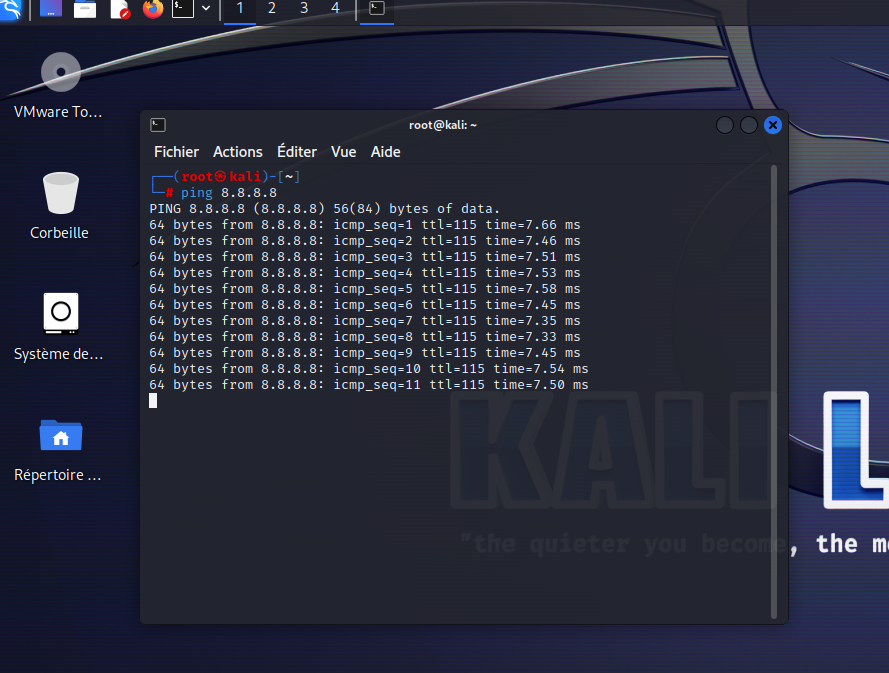 1 2 3 4
VMware To...
Corbeille
Système de...
Répertoire ...
root@kali: ~
Fichier Actions Éditer Vue Aide
┌──(root㉿kali)-[~]
└─# ping 8.8.8.8
PING 8.8.8.8 (8.8.8.8) 56(84) bytes of data.
64 bytes from 8.8.8.8: icmp_seq=1 ttl=115 time=7.66 ms
64 bytes from 8.8.8.8: icmp_seq=2 ttl=115 time=7.46 ms
64 bytes from 8.8.8.8: icmp_seq=3 ttl=115 time=7.51 ms
64 bytes from 8.8.8.8: icmp_seq=4 ttl=115 time=7.53 ms
64 bytes from 8.8.8.8: icmp_seq=5 ttl=115 time=7.58 ms
64 bytes from 8.8.8.8: icmp_seq=6 ttl=115 time=7.45 ms
64 bytes from 8.8.8.8: icmp_seq=7 ttl=115 time=7.35 ms
64 bytes from 8.8.8.8: icmp_seq=8 ttl=115 time=7.33 ms
64 bytes from 8.8.8.8: icmp_seq=9 ttl=115 time=7.45 ms
64 bytes from 8.8.8.8: icmp_seq=10 ttl=115 time=7.54 ms
64 bytes from 8.8.8.8: icmp_seq=11 ttl=115 time=7.50 ms
KALI L
"the quieter you become, the m